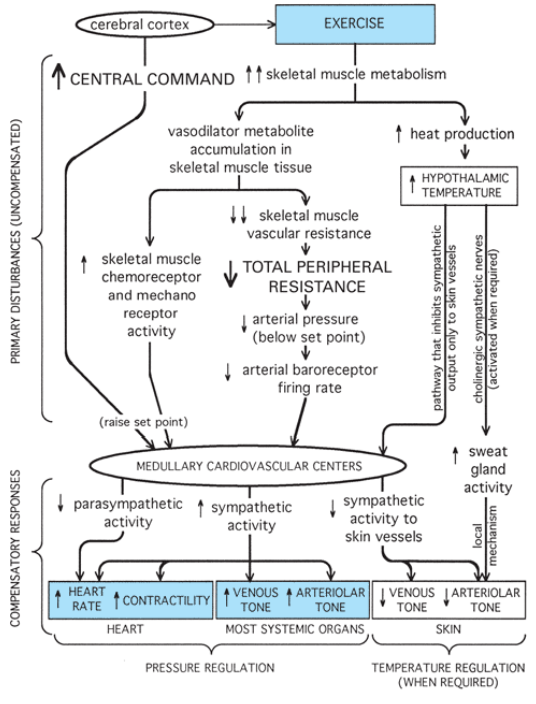 cerebral cortex
EXERCISE
↑ CENTRAL COMMAND
↑↑ skeletal muscle metabolism
vasodilator metabolite
accumulation in
skeletal muscle tissue
↑ heat production
↑ HYPOTHALAMIC
TEMPERATURE
PRIMARY DISTURBANCES (UNCOMPENSATED)
↑ skeletal muscle
chemoreceptor
and mechano
receptor
activity
↓↓ skeletal muscle
vascular resistance
↓ TOTAL PERIPHERAL
RESISTANCE
↓ arterial pressure
(below set point)
↓ arterial baroreceptor
firing rate
pathway that inhibits sympathetic
output only to skin vessels
cholinergic sympathetic nerves
(activated when required)
(raise set point)
MEDULLARY CARDIOVASCULAR CENTERS
↑ sweat
gland
activity
COMPENSATORY RESPONSES
↓ parasympathetic
activity
↑ sympathetic
activity
↓ sympathetic
activity to
skin vessels
local
mechanism
↑ HEART
RATE
↑ CONTRACTILITY
↑ VENOUS
TONE
↑ ARTERIOLAR
TONE
↓ VENOUS
TONE
↓ ARTERIOLAR
TONE
HEART
MOST SYSTEMIC ORGANS
SKIN
PRESSURE REGULATION
TEMPERATURE REGULATION
(WHEN REQUIRED)